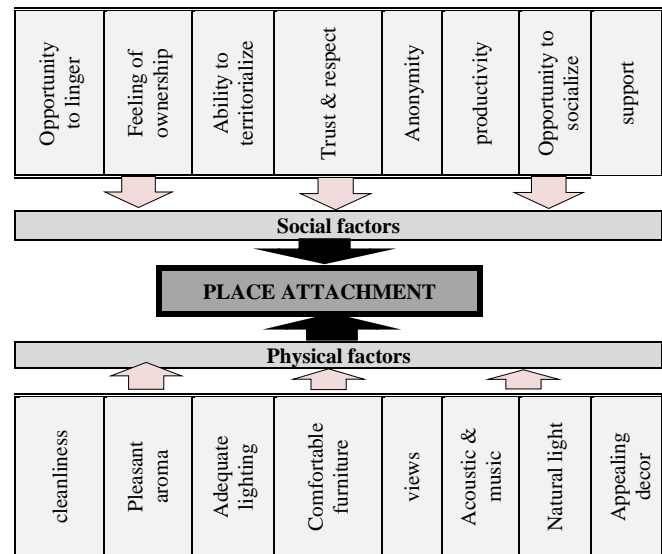 Opportunity
to linger
Feeling of
ownership
Ability to
territorialize
Trust & respect
Anonymity
productivity
Opportunity to
socialize
support
Social factors
PLACE ATTACHMENT
Physical factors
cleanliness
Pleasant
aroma
Adequate
lighting
Comfortable
furniture
views
Acoustic &
music
Natural light
Appealing
decor